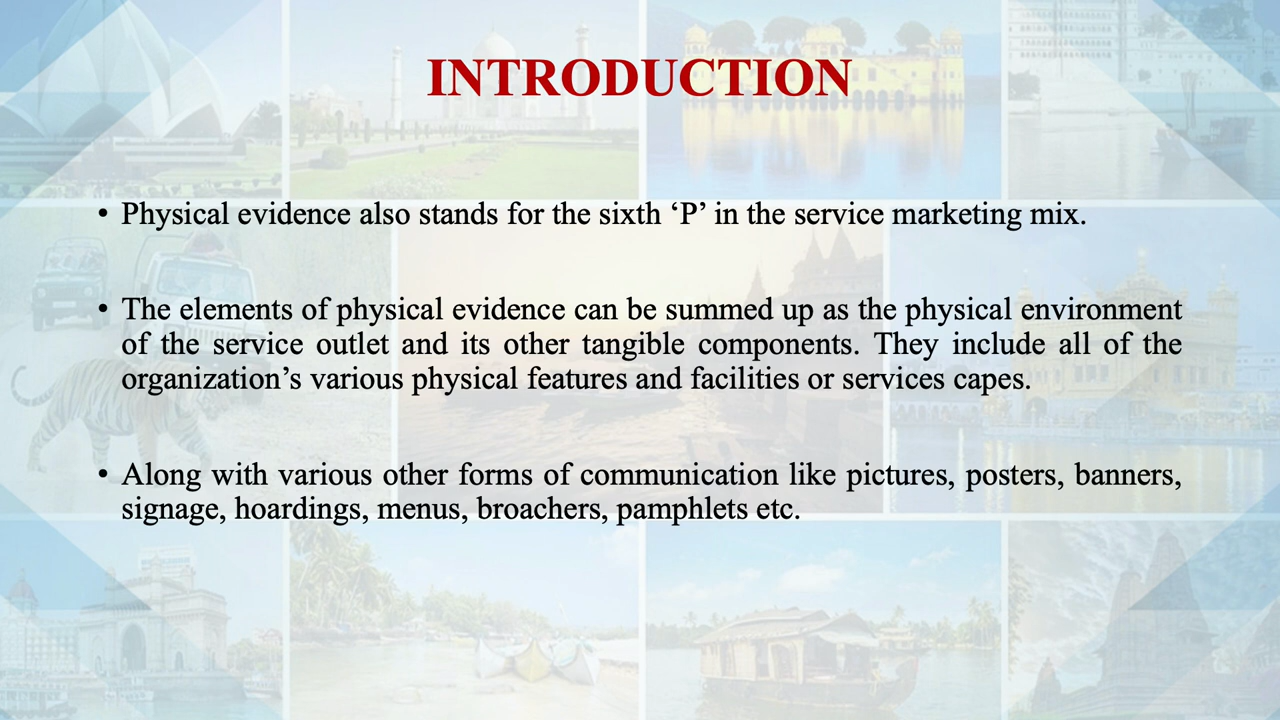 INTRODUCTION
• Physical evidence also stands for the sixth ‘P’ in the service marketing mix.
• The elements of physical evidence can be summed up as the physical environment
of the service outlet and its other tangible components. They include all of the
organization’s various physical features and facilities or services capes.
• Along with various other forms of communication like pictures, posters, banners,
signage, hoardings, menus, broachers, pamphlets etc.